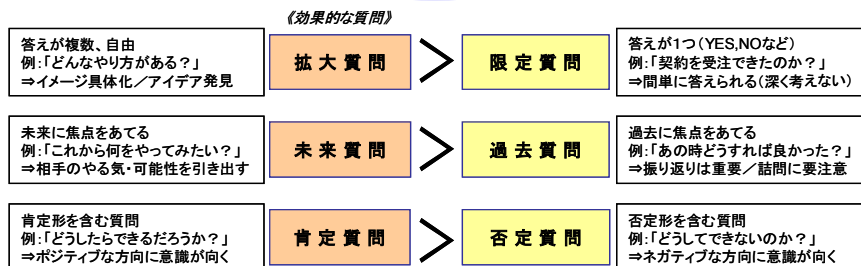 《効果的な質問》
答えが複数、自由
例:「どんなやり方がある?」
⇒イメージ具体化/アイデア発見
拡大質問
>
限定質問
答えが1つ(YES,NOなど)
例:「契約を受注できたのか?」
⇒簡単に答えられる(深く考えない)
未来に焦点をあてる
例:「これから何をやってみたい?」
⇒相手のやる気・可能性を引き出す
未来質問
>
過去質問
過去に焦点をあてる
例:「あの時どうすれば良かった?」
⇒振り返りは重要/詰問に要注意
肯定形を含む質問
例:「どうしたらできるだろうか?」
⇒ポジティブな方向に意識が向く
肯定質問
>
否定質問
否定形を含む質問
例:「どうしてできないのか?」
⇒ネガティブな方向に意識が向く